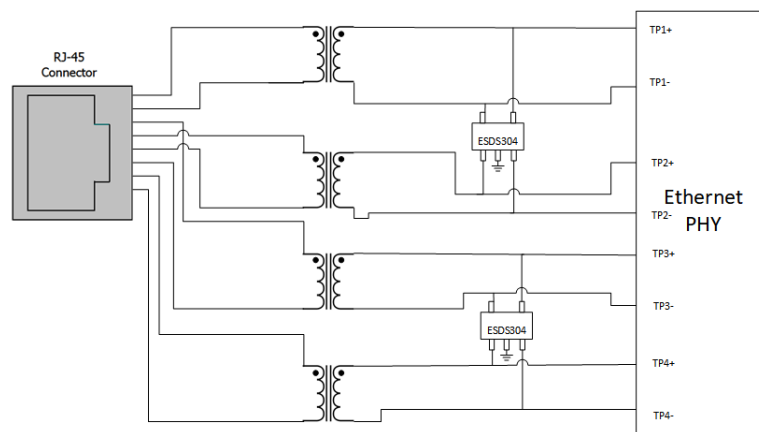 RJ-45
Connector
TP1+
TP1-
ESDS304
TP2+
Ethernet
PHY
TP2-
TP3+
TP3-
ESDS304
TP4+
TP4-